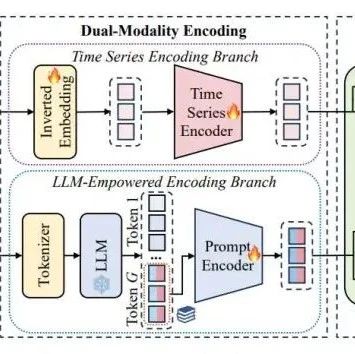 Dual-Modality Encoding
Time Series Encoding Branch
Inverted
Embedding
Time
Series
Encoder
LLM-Empowered Encoding Branch
Tokenizer
LLM
Token 1
...
Token G
Prompt
Encoder